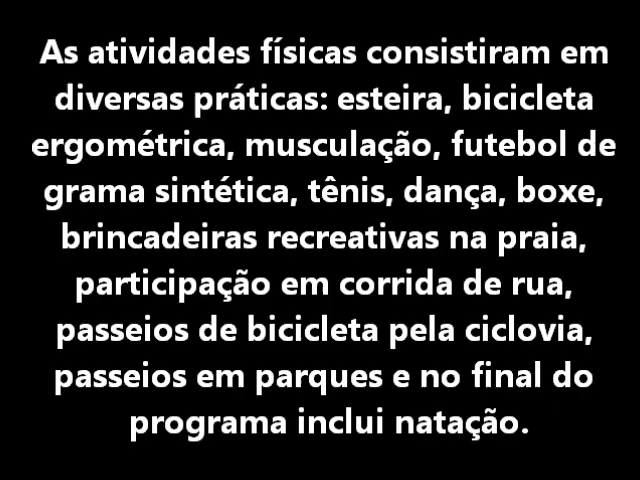 As atividades físicas consistiram em
diversas práticas: esteira, bicicleta
ergométrica, musculação, futebol de
grama sintética, tênis, dança, boxe,
brincadeiras recreativas na praia,
participação em corrida de rua,
passeios de bicicleta pela ciclovia,
passeios em parques e no final do
programa inclui natação.